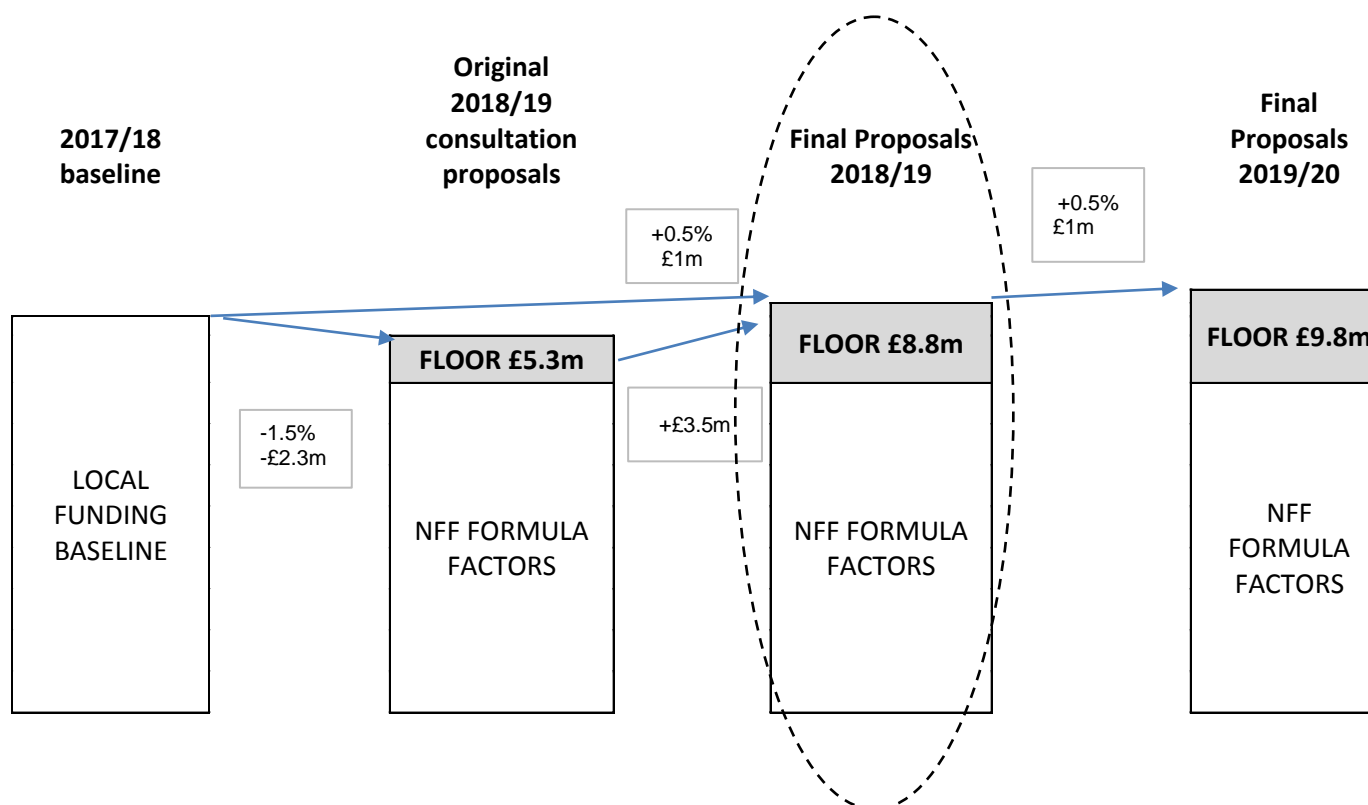 2017/18
baseline
Original
2018/19
consultation
proposals
Final Proposals
2018/19
Final
Proposals
2019/20
+0.5%
£1m
+0.5%
£1m
FLOOR £5.3m
FLOOR £8.8m
FLOOR £9.8m
-1.5%
-£2.3m
+£3.5m
LOCAL
FUNDING
BASELINE
NFF FORMULA
FACTORS
NFF FORMULA
FACTORS
NFF
FORMULA
FACTORS